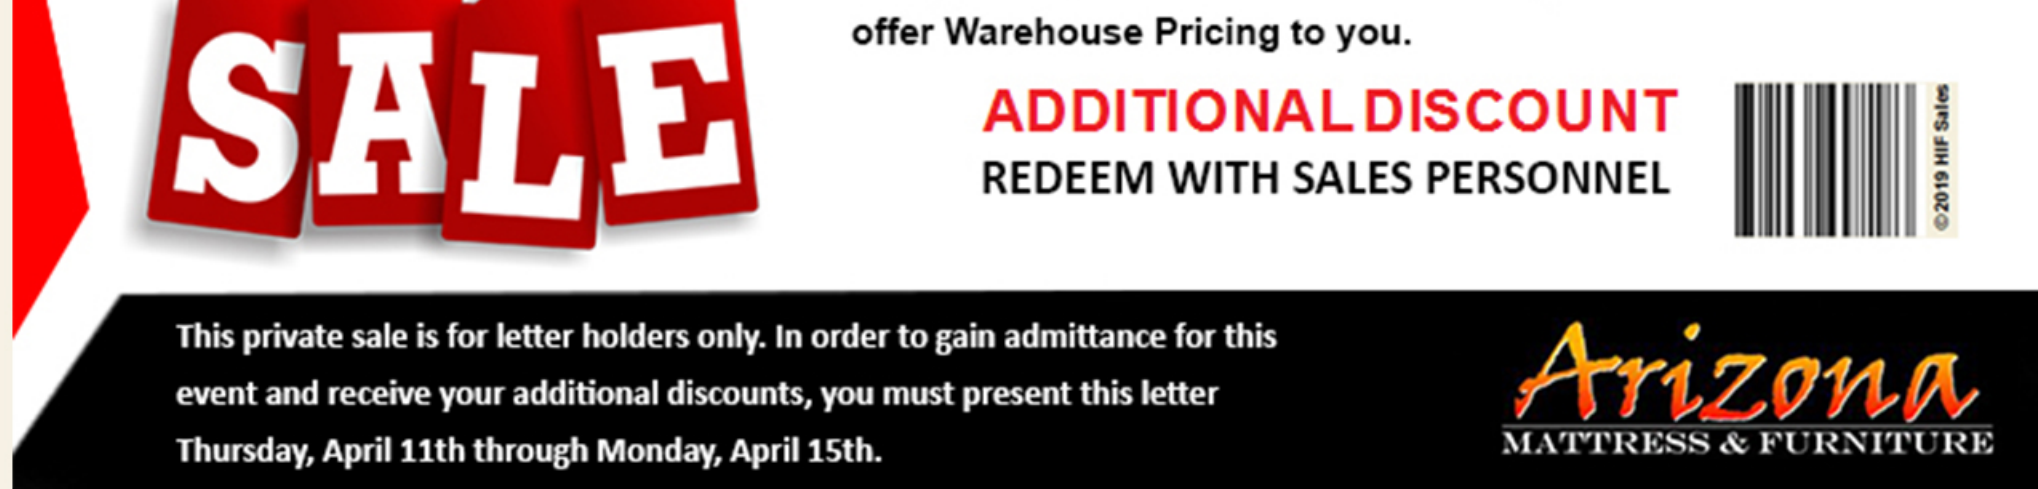 SALE
offer Warehouse Pricing to you.
ADDITIONAL DISCOUNT
REDEEM WITH SALES PERSONNEL
©2019 HIF Sales
This private sale is for letter holders only. In order to gain admittance for this
event and receive your additional discounts, you must present this letter
Thursday, April 11th through Monday, April 15th.
Arizona
MATTRESS & FURNITURE